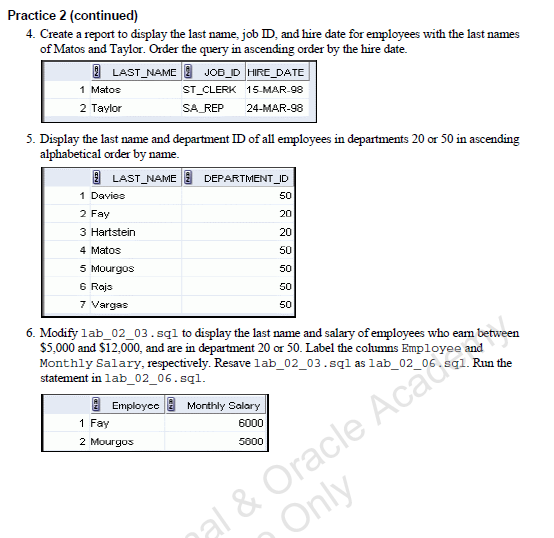 Practice 2 (continued)
4. Create a report to display the last name, job ID, and hire date for employees with the last names
of Matos and Taylor. Order the query in ascending order by the hire date.
LAST_NAME JOB_ID HIRE_DATE
1 Matos ST_CLERK 15-MAR-98
2 Taylor SA_REP 24-MAR-98
5. Display the last name and department ID of all employees in departments 20 or 50 in ascending
alphabetical order by name.
LAST_NAME DEPARTMENT_ID
1 Davies 50
2 Fay 20
3 Hartstein 20
4 Matos 50
5 Mourgos 50
6 Rajs 50
7 Vargas 50
6. Modify lab_02_03.sql to display the last name and salary of employees who earn between
$5,000 and $12,000, and are in department 20 or 50. Label the columns Employee and
Monthly Salary, respectively. Resave lab_02_03.sql as lab_02_06.sql. Run the
statement in lab_02_06.sql.
Employee Monthly Salary
1 Fay 6000
2 Mourgos 5800
& Oracle Academy
Only